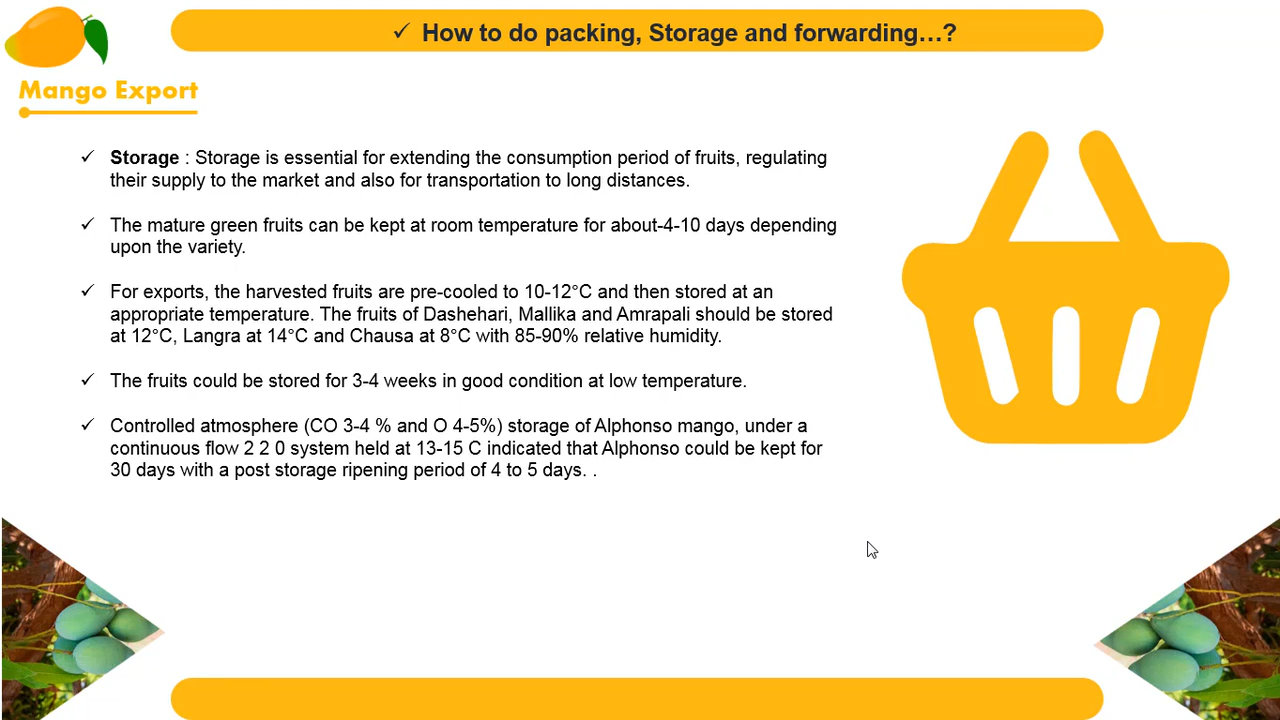 How to do packing, Storage and forwarding…?
Mango Export
Storage : Storage is essential for extending the consumption period of fruits, regulating
their supply to the market and also for transportation to long distances.
The mature green fruits can be kept at room temperature for about-4-10 days depending
upon the variety.
For exports, the harvested fruits are pre-cooled to 10-12°C and then stored at an
appropriate temperature. The fruits of Dashehari, Mallika and Amrapali should be stored
at 12°C, Langra at 14°C and Chausa at 8°C with 85-90% relative humidity.
The fruits could be stored for 3-4 weeks in good condition at low temperature.
Controlled atmosphere (CO 3-4 % and O 4-5%) storage of Alphonso mango, under a
continuous flow 2 2 0 system held at 13-15 C indicated that Alphonso could be kept for
30 days with a post storage ripening period of 4 to 5 days. .